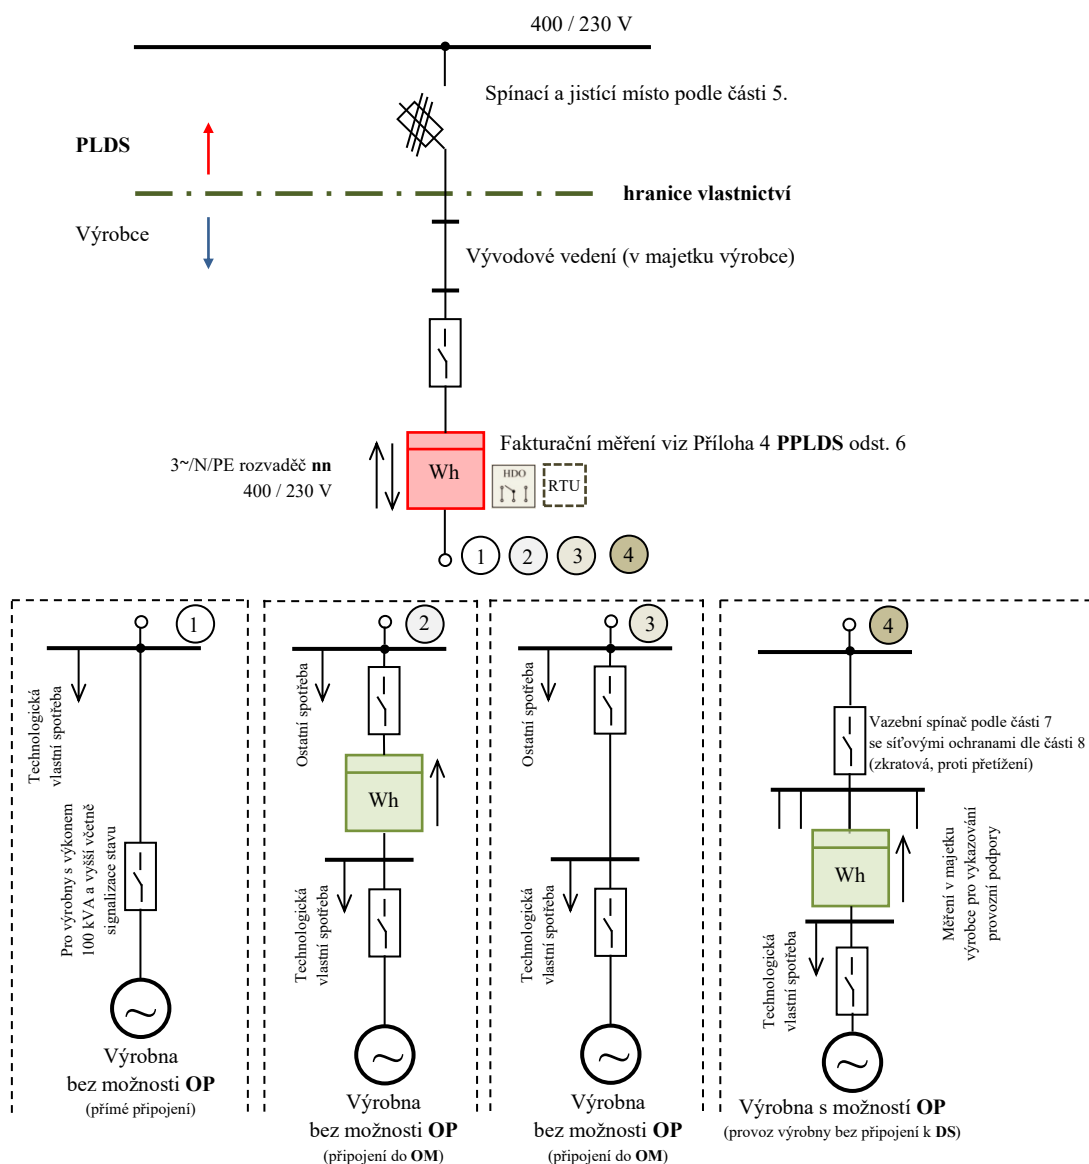 400 / 230 V
Spínací a jistící místo podle části 5.
PLDS
hranice vlastnictví
Výrobce
Vývodové vedení (v majetku výrobce)
Fakturační měření viz Příloha 4 PPLDS odst. 6
3~/N/PE rozvaděč nn
400 / 230 V
Wh
HDO
RTU
1
2
3
4
1
Technologická
vlastní spotřeba
Pro výrobny s výkonem
100 kVA a vyšší včetně
signalizace stavu
Výrobna
bez možnosti OP
(přímé připojení)
2
Ostatní spotřeba
Wh
Technologická
vlastní spotřeba
Výrobna
bez možnosti OP
(připojení do OM)
3
Ostatní spotřeba
Technologická
vlastní spotřeba
Výrobna
bez možnosti OP
(připojení do OM)
4
Vazební spínač podle části 7
se síťovými ochranami dle části 8
(zkratová, proti přetížení)
Wh
Měření v majetku
výrobce pro vykazování
provozní podpory
Technologická
vlastní spotřeba
Výrobna s možností OP
(provoz výrobny bez připojení k DS)